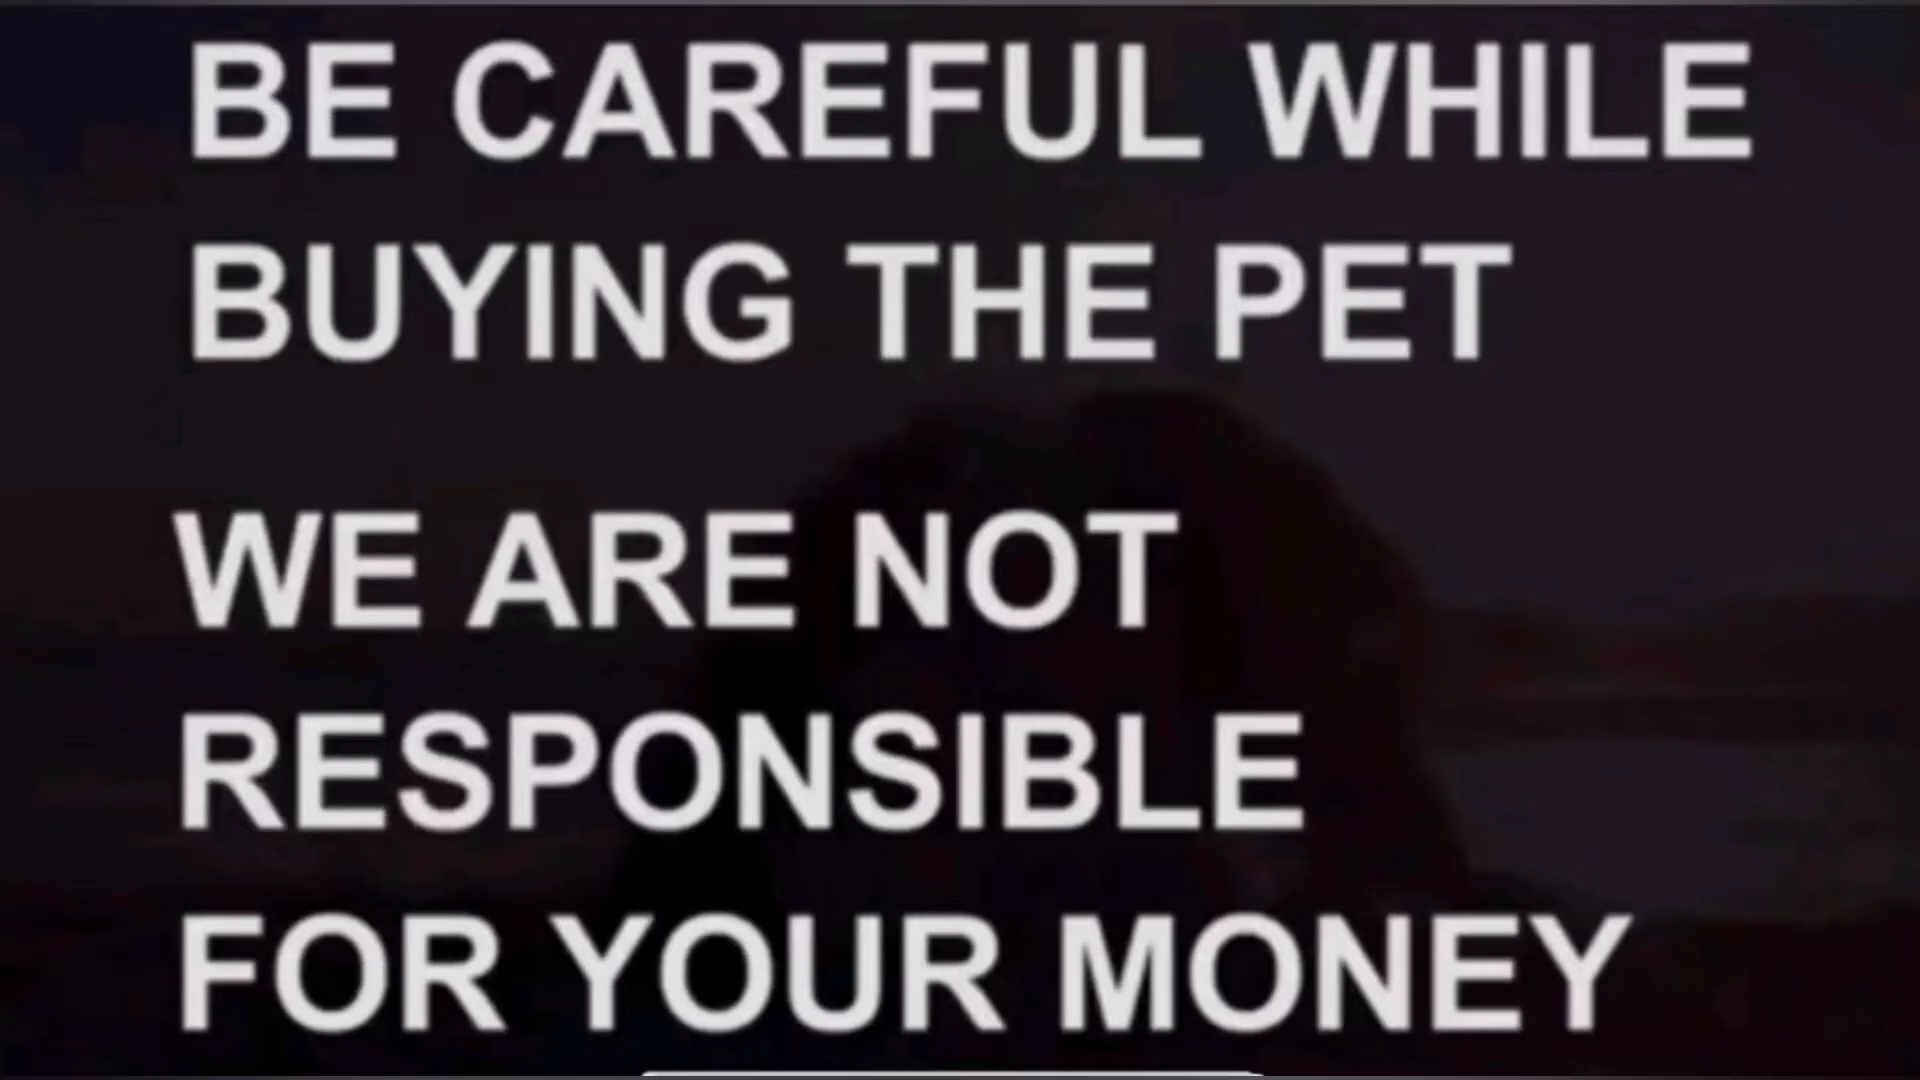 BE CAREFUL WHILE
BUYING THE PET
WE ARE NOT
RESPONSIBLE
FOR YOUR MONEY